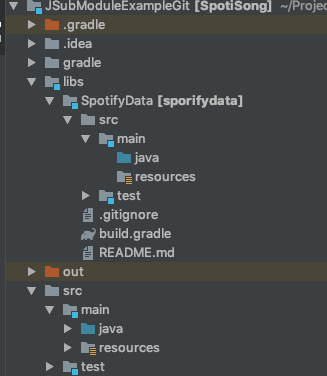 JSubModuleExampleGit [SpotiSong] ~/Projec
.gradle
.idea
gradle
libs
SpotifyData [sporifydata]
src
main
java
resources
test
.gitignore
build.gradle
README.md
out
src
main
java
resources
test